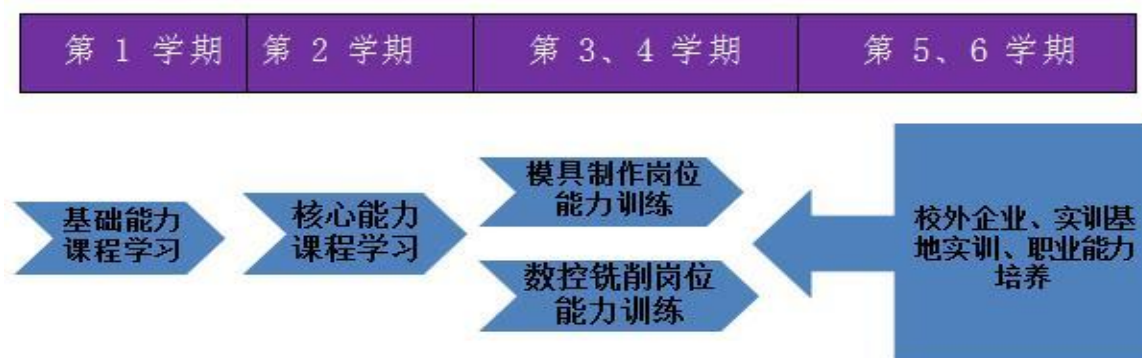 第 1 学期
第 2 学期
第 3、4 学期
第 5、6 学期
基础能力
课程学习
核心能力
课程学习
模具制作岗位
能力训练
数控铣削岗位
能力训练
校外企业、实训基
地实训、职业能力
培养